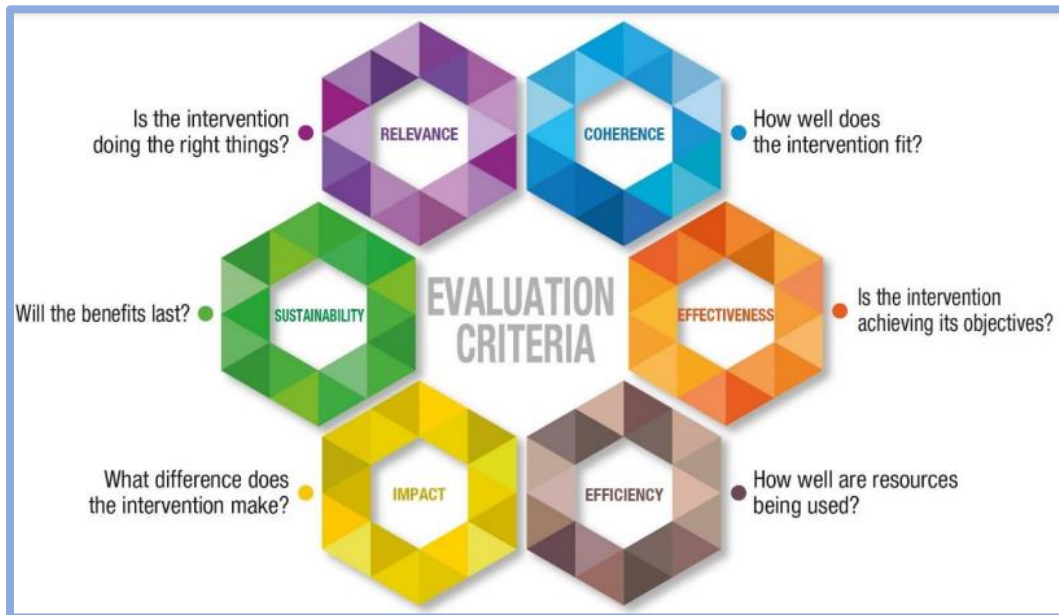 Is the intervention
doing the right things?
RELEVANCE
COHERENCE
How well does
the intervention fit?
Will the benefits last?
SUSTAINABILITY
EVALUATION
CRITERIA
EFFECTIVENESS
Is the intervention
achieving its objectives?
What difference does
the intervention make?
IMPACT
EFFICIENCY
How well are resources
being used?